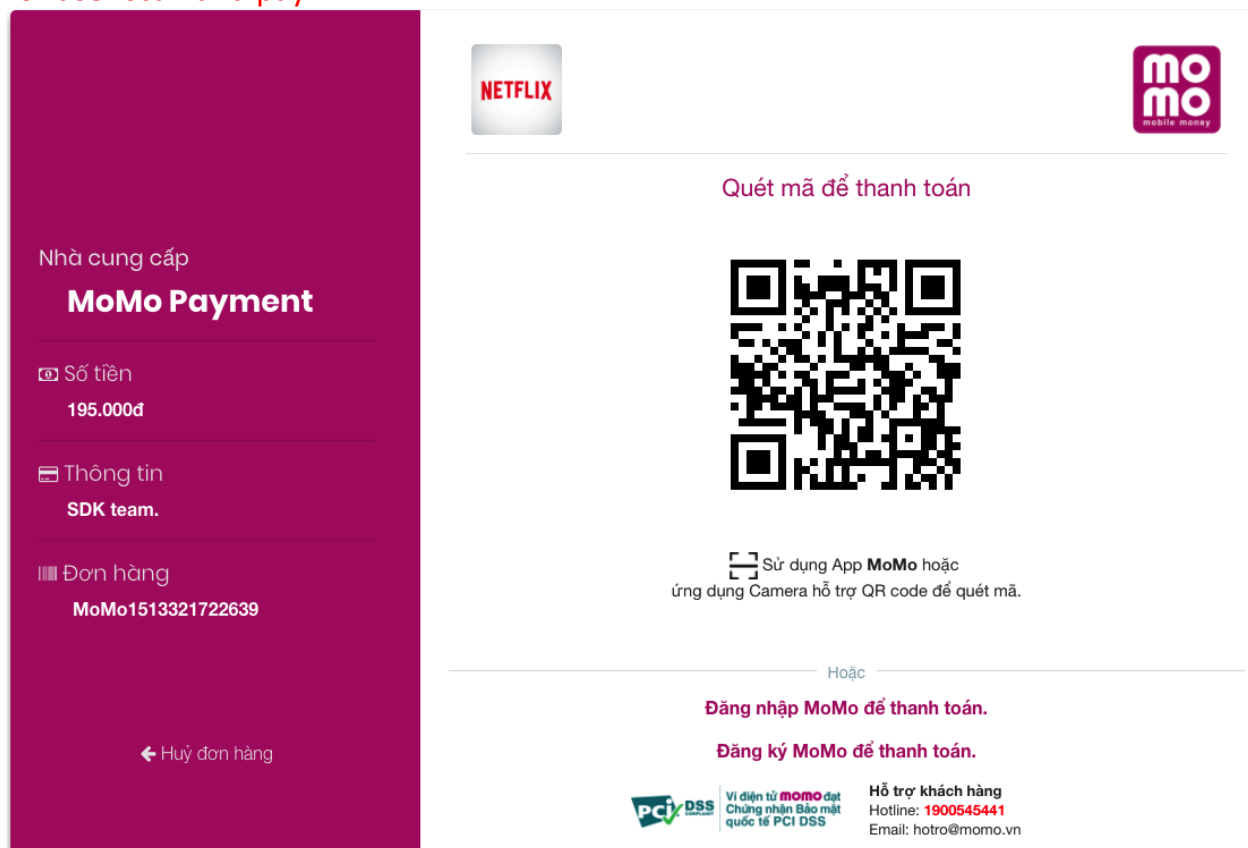 NETFLIX
mo
mo
mobile money
Quét mã để thanh toán
Nhà cung cấp
MoMo Payment
Số tiền
195.000đ
Thông tin
SDK team.
Đơn hàng
MoMo1513321722639
Huỷ đơn hàng
Sử dụng App MoMo hoặc
ứng dụng Camera hỗ trợ QR code để quét mã.
Hoặc
Đăng nhập MoMo để thanh toán.
Đăng ký MoMo để thanh toán.
PCI DSS
COMPLIANT
Ví điện tử momo đạt
Chứng nhận Bảo mật
quốc tế PCI DSS
Hỗ trợ khách hàng
Hotline: 1900545441
Email: hotro@momo.vn